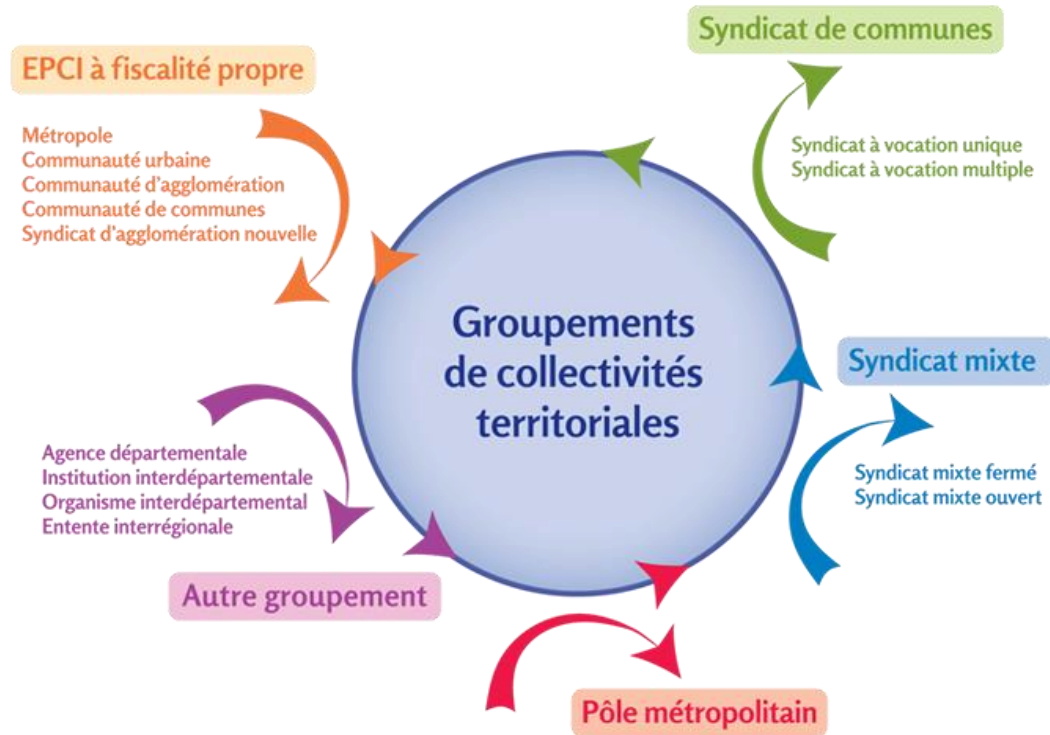 Syndicat de communes
EPCI à fiscalité propre
Métropole
Communauté urbaine
Communauté d'agglomération
Communauté de communes
Syndicat d'agglomération nouvelle
Syndicat à vocation unique
Syndicat à vocation multiple
Groupements
de collectivités
territoriales
Syndicat mixte
Syndicat mixte fermé
Syndicat mixte ouvert
Agence départementale
Institution interdépartementale
Organisme interdépartemental
Entente interrégionale
Autre groupement
Pôle métropolitain